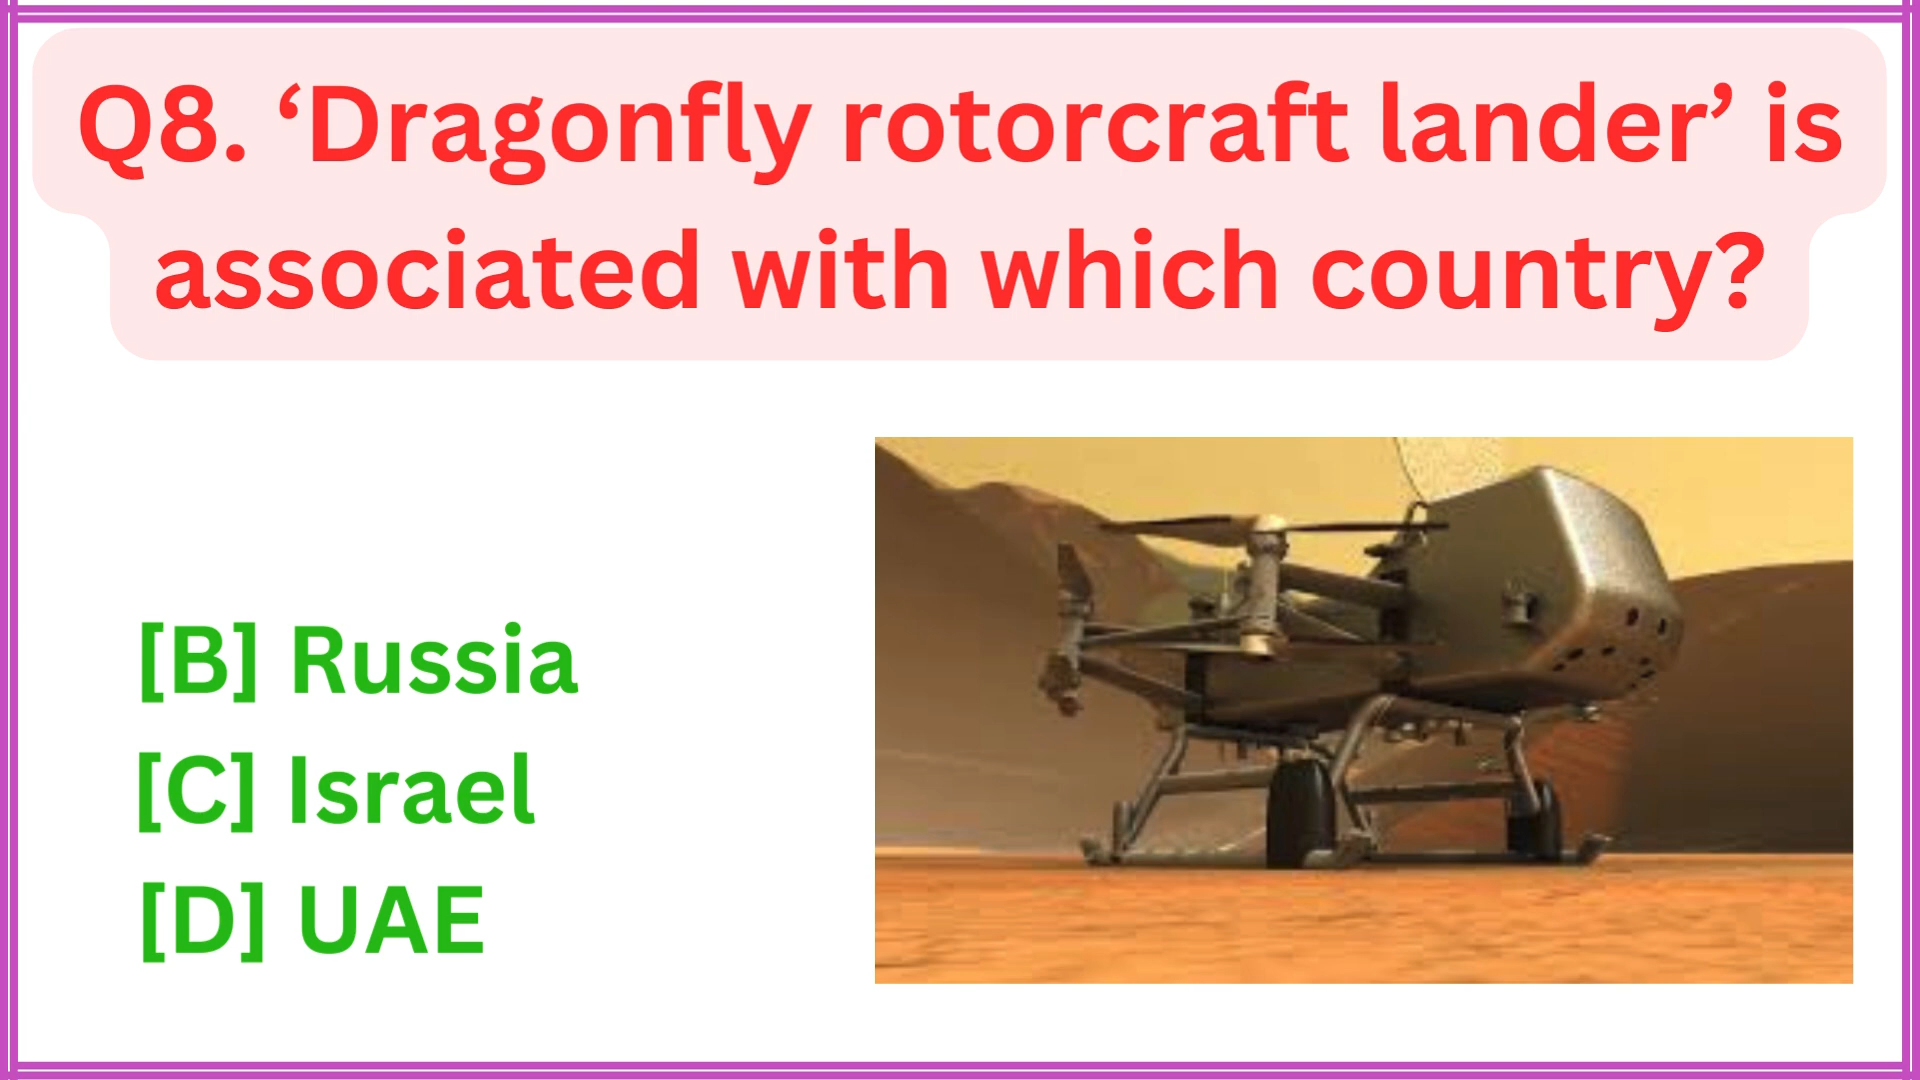 Q8. ‘Dragonfly rotorcraft lander’ is
associated with which country?
[B] Russia
[C] Israel
[D] UAE